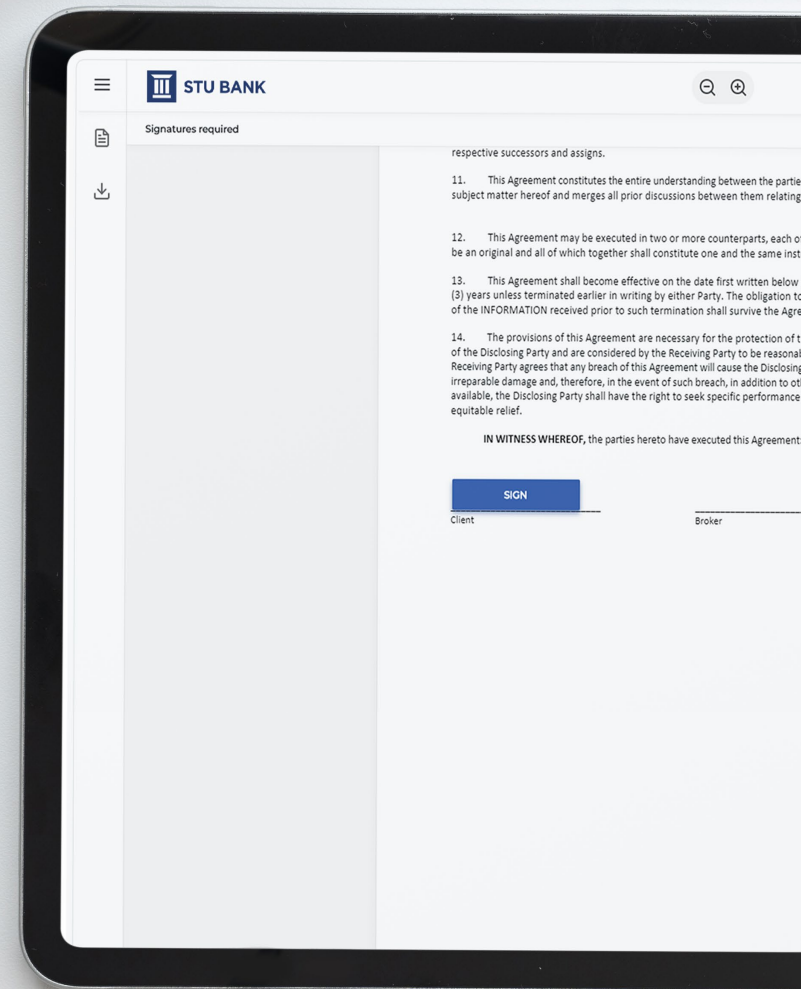 STU BANK
Signatures required
respective successors and assigns.
11. This Agreement constitutes the entire understanding between the partie
subject matter hereof and merges all prior discussions between them relating
12. This Agreement may be executed in two or more counterparts, each o
be an original and all of which together shall constitute one and the same inst
13. This Agreement shall become effective on the date first written below
(3) years unless terminated earlier in writing by either Party. The obligation to
of the INFORMATION received prior to such termination shall survive the Agre
14. The provisions of this Agreement are necessary for the protection of t
of the Disclosing Party and are considered by the Receiving Party to be reasonab
Receiving Party agrees that any breach of this Agreement will cause the Disclosing
irreparable damage and, therefore, in the event of such breach, in addition to oth
available, the Disclosing Party shall have the right to seek specific performance
equitable relief.
IN WITNESS WHEREOF, the parties hereto have executed this Agreement
SIGN
Client Broker